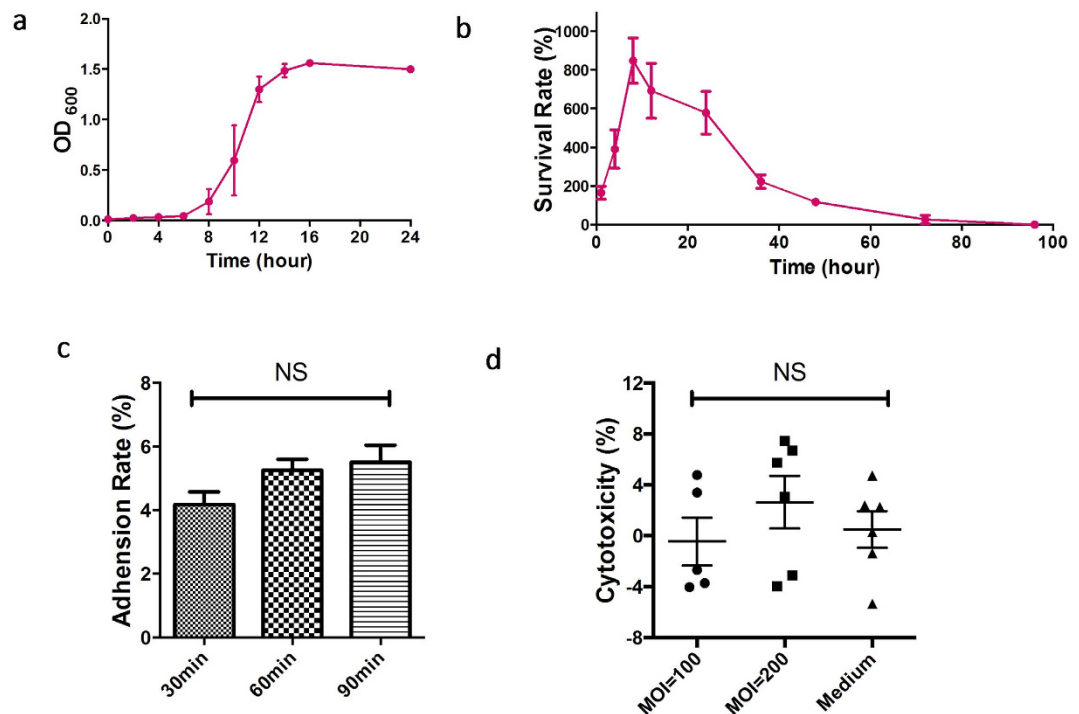 a
2.0
1.5
1.0
0.5
0.0
OD600
0 4 8 12 16 20 24
Time (hour)
b
1000
800
600
400
200
0
Survival Rate (%)
0 20 40 60 80 100
Time (hour)
c
NS
8
6
4
2
0
Adhension Rate (%)
30min 60min 90min
d
NS
12
8
4
0
-4
-8
Cytotoxicity (%)
MOI=100 MOI=200 Medium